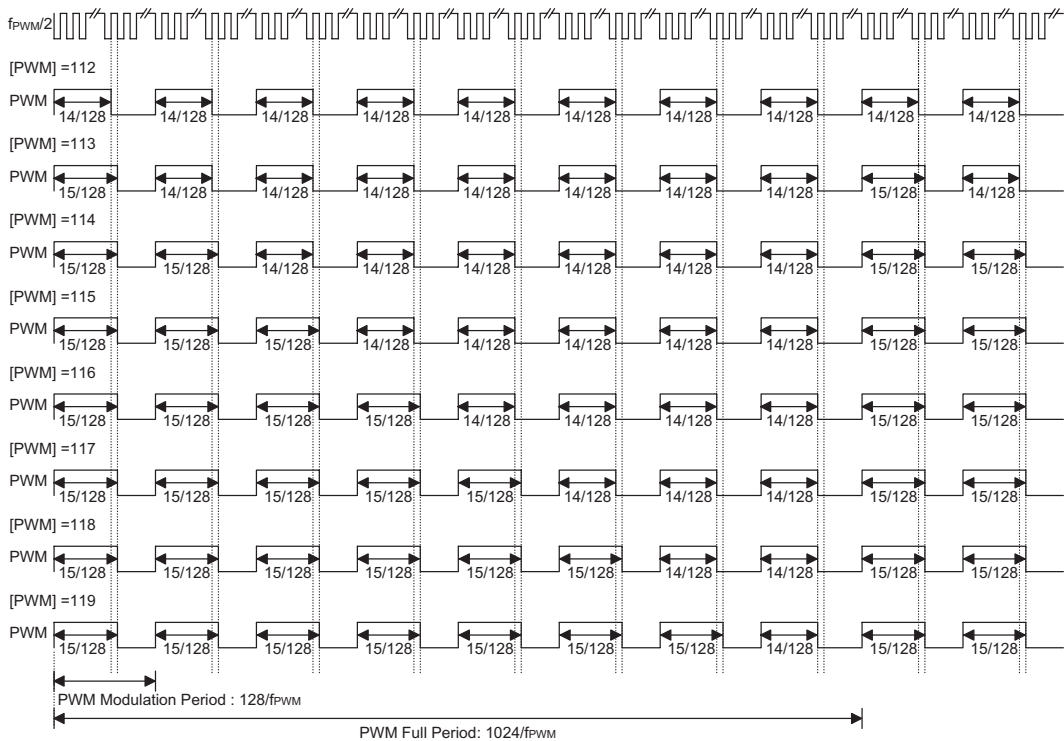 fPWM/2
[PWM] =112
PWM
14/128 14/128 14/128 14/128 14/128 14/128 14/128 14/128 14/128 14/128
[PWM] =113
PWM
15/128 14/128 14/128 14/128 14/128 14/128 14/128 14/128 15/128 14/128
[PWM] =114
PWM
15/128 15/128 14/128 14/128 14/128 14/128 14/128 14/128 15/128 15/128
[PWM] =115
PWM
15/128 15/128 15/128 14/128 14/128 14/128 14/128 14/128 15/128 15/128
[PWM] =116
PWM
15/128 15/128 15/128 15/128 14/128 14/128 14/128 14/128 15/128 15/128
[PWM] =117
PWM
15/128 15/128 15/128 15/128 15/128 14/128 14/128 14/128 15/128 15/128
[PWM] =118
PWM
15/128 15/128 15/128 15/128 15/128 15/128 14/128 14/128 15/128 15/128
[PWM] =119
PWM
15/128 15/128 15/128 15/128 15/128 15/128 15/128 14/128 15/128 15/128
PWM Modulation Period : 128/fPWM
PWM Full Period: 1024/fPWM